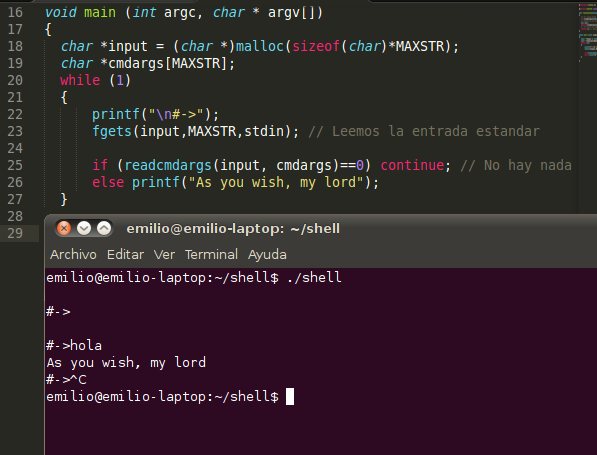 16 void main (int argc, char * argv[])
17 {
18 char *input = (char *)malloc(sizeof(char)*MAXSTR);
19 char *cmdargs[MAXSTR];
20 while (1)
21 {
22 printf("\n#->");
23 fgets(input,MAXSTR,stdin); // Leemos la entrada estandar
24
25 if (readcmdargs(input, cmdargs)==0) continue; // No hay nada
26 else printf("As you wish, my lord");
27 }
28
29
emilio@emilio-laptop: ~/shell
Archivo Editar Ver Terminal Ayuda
emilio@emilio-laptop:~/shell$ ./shell
#->
#->hola
As you wish, my lord
#->^C
emilio@emilio-laptop:~/shell$